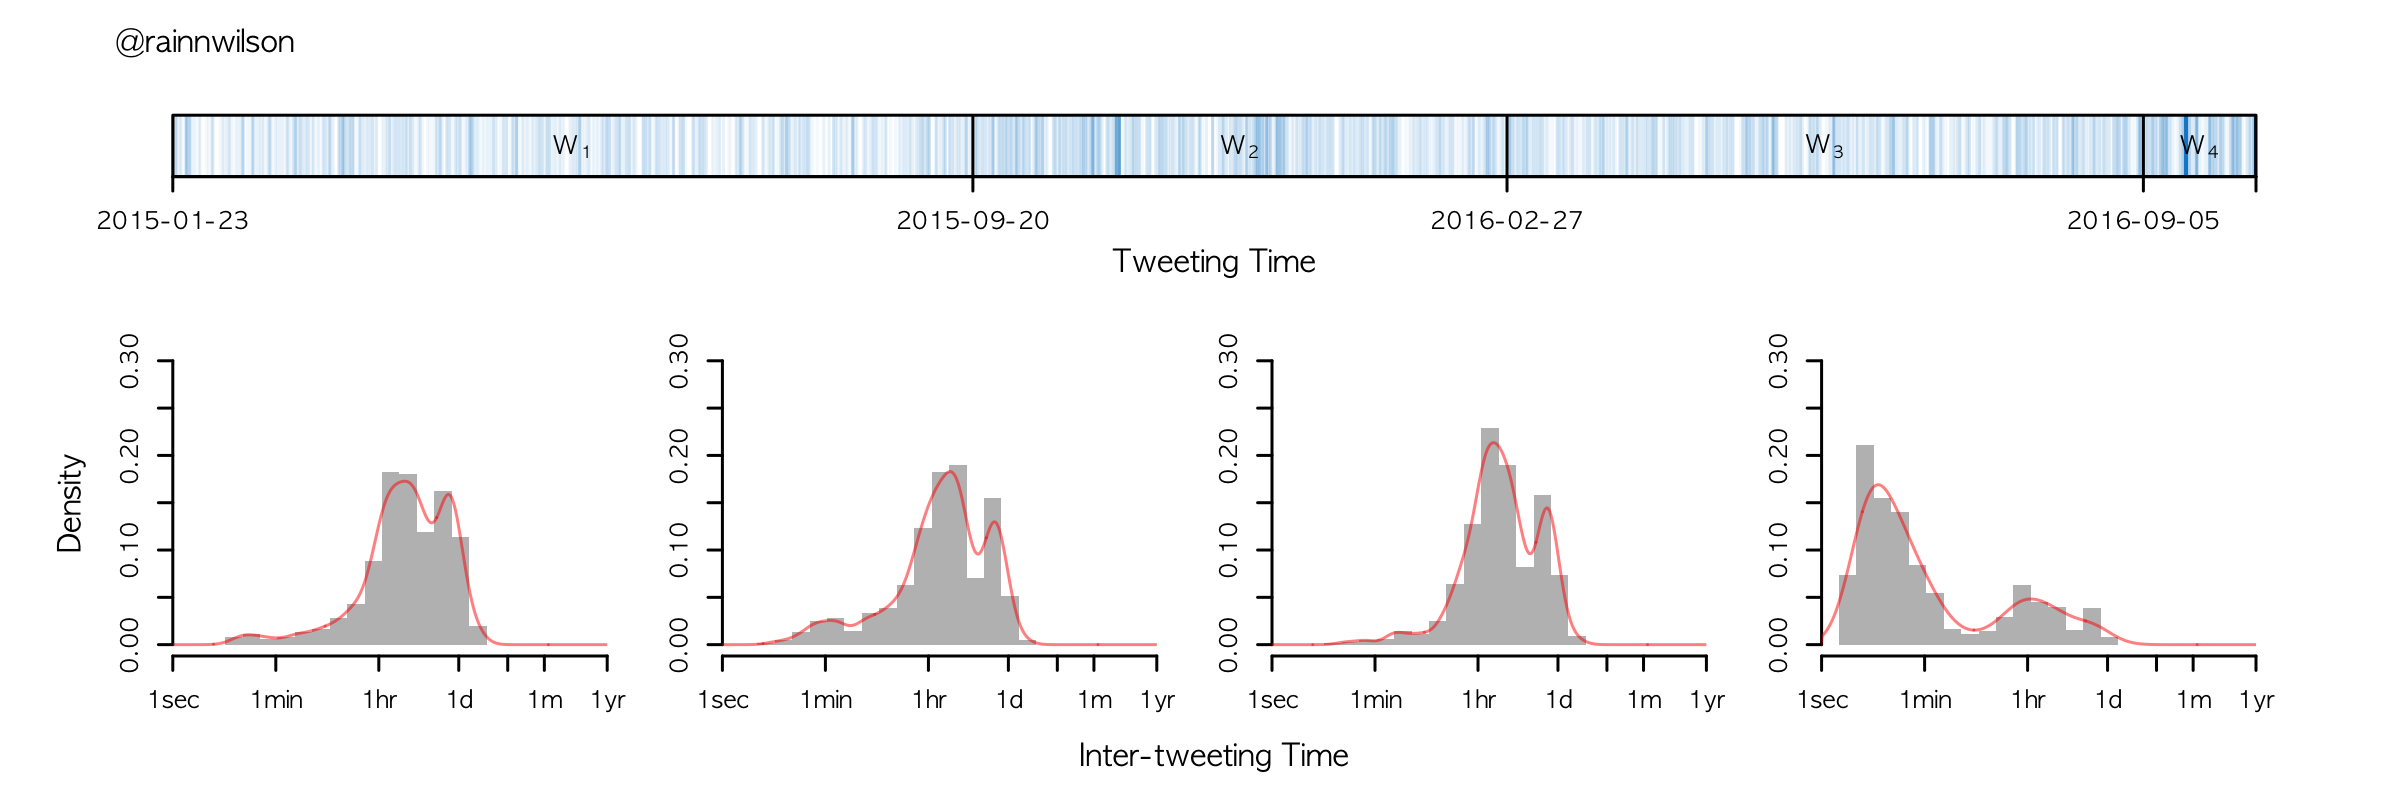 @rainnwilson
W1 W2 W3 W4
2015-01-23 2015-09-20 2016-02-27 2016-09-05
Tweeting Time
Density
0.00 0.10 0.20 0.30
1sec 1min 1hr 1d 1m 1yr
0.00 0.10 0.20 0.30
1sec 1min 1hr 1d 1m 1yr
0.00 0.10 0.20 0.30
1sec 1min 1hr 1d 1m 1yr
0.00 0.10 0.20 0.30
1sec 1min 1hr 1d 1m 1yr
Inter-tweeting Time